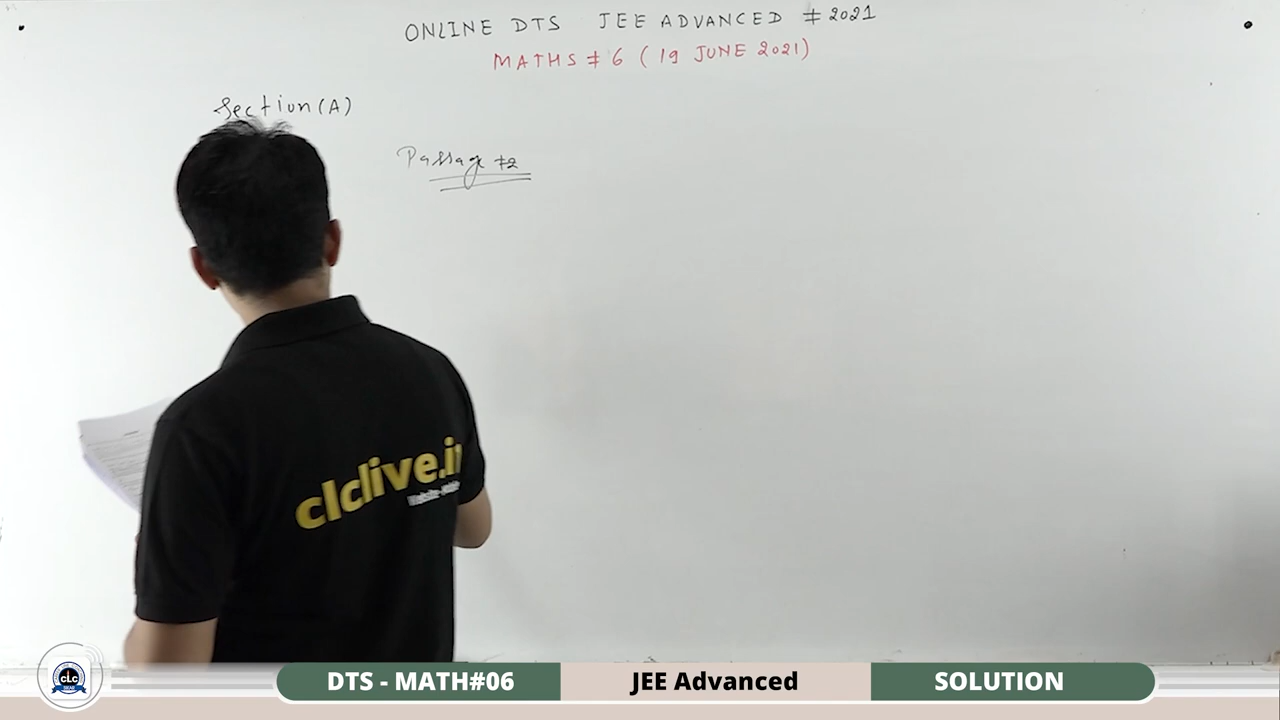 ONLINE DTS JEE ADVANCED # 2021
MATHS # 6 ( 19 JUNE 2021)
Section (A)
Passage #2
clclive.in
CLC
DTS - MATH#06
JEE Advanced
SOLUTION